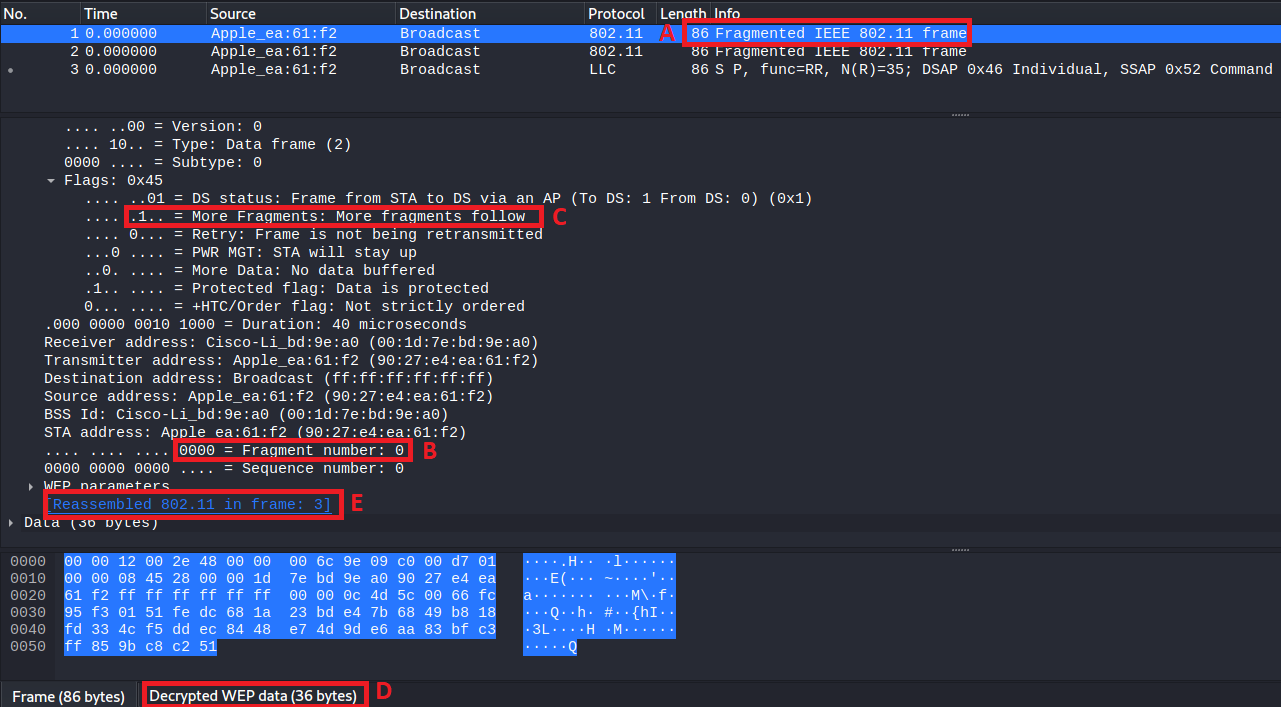 No. Time Source Destination Protocol Length Info
1 0.000000 Apple_ea:61:f2 Broadcast 802.11 A 86 Fragmented IEEE 802.11 frame
2 0.000000 Apple_ea:61:f2 Broadcast 802.11 86 Fragmented IEEE 802.11 frame
3 0.000000 Apple_ea:61:f2 Broadcast LLC 86 S P, func=RR, N(R)=35; DSAP 0x46 Individual, SSAP 0x52 Command
.... ..00 = Version: 0
.... 10.. = Type: Data frame (2)
0000 .... = Subtype: 0
Flags: 0x45
.... ..01 = DS status: Frame from STA to DS via an AP (To DS: 1 From DS: 0) (0x1)
.... .1.. = More Fragments: More fragments follow C
.... 0... = Retry: Frame is not being retransmitted
...0 .... = PWR MGT: STA will stay up
..0. .... = More Data: No data buffered
.1.. .... = Protected flag: Data is protected
0... .... = +HTC/Order flag: Not strictly ordered
.000 0000 0010 1000 = Duration: 40 microseconds
Receiver address: Cisco-Li_bd:9e:a0 (00:1d:7e:bd:9e:a0)
Transmitter address: Apple_ea:61:f2 (90:27:e4:ea:61:f2)
Destination address: Broadcast (ff:ff:ff:ff:ff:ff)
Source address: Apple_ea:61:f2 (90:27:e4:ea:61:f2)
BSS Id: Cisco-Li_bd:9e:a0 (00:1d:7e:bd:9e:a0)
STA address: Apple_ea:61:f2 (90:27:e4:ea:61:f2)
.... .... .... 0000 = Fragment number: 0 B
0000 0000 0000 .... = Sequence number: 0
WEP parameters
[Reassembled 802.11 in frame: 3] E
Data (36 bytes)
0000 00 00 12 00 2e 48 00 00 00 6c 9e 09 c0 00 d7 01 ·····.H·· ·l······
0010 00 00 08 45 28 00 00 1d 7e bd 9e a0 90 27 e4 ea ···E(··· ~····'··
0020 61 f2 ff ff ff ff ff ff 00 00 0c 4d 5c 00 66 fc a······· ···M\·f·
0030 95 f3 01 51 fe dc 68 1a 23 bd e4 7b 68 49 b8 18 ···Q··h· #··{hI··
0040 fd 33 4c f5 dd ec 84 48 e7 4d 9d e6 aa 83 bf c3 ·3L····H ·M······
0050 ff 85 9b c8 c2 51 ·····Q
Frame (86 bytes) Decrypted WEP data (36 bytes) D